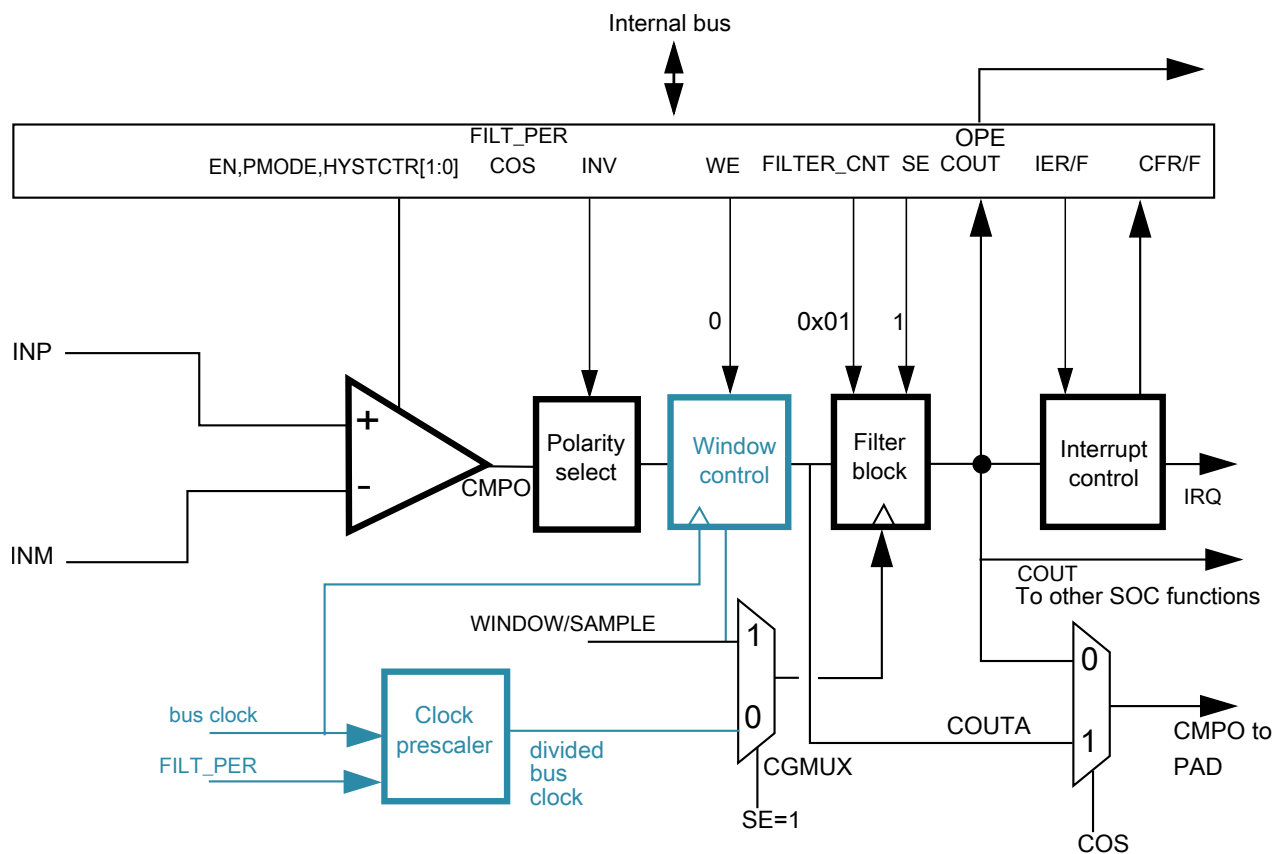 Internal bus
FILT_PER
OPE
EN,PMODE,HYSTCTR[1:0]
COS
INV
WE
FILTER_CNT
SE
COUT
IER/F
CFR/F
0
0x01
1
INP
+
-
INM
CMPO
Polarity
select
Window
control
Filter
block
Interrupt
control
IRQ
COUT
To other SOC functions
WINDOW/SAMPLE
1
0
CGMUX
SE=1
bus clock
FILT_PER
Clock
prescaler
divided
bus
clock
0
1
COUTA
CMPO to
PAD
COS